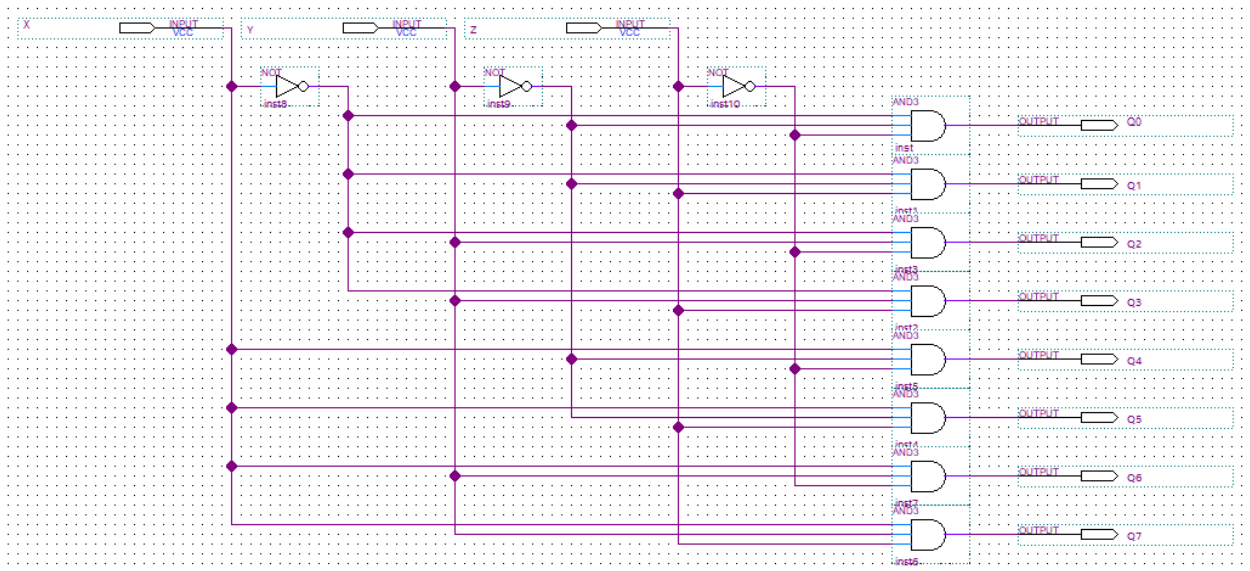 X
INPUT
VCC
Y
INPUT
VCC
Z
INPUT
VCC
NOT
inst8
NOT
inst9
NOT
inst10
AND3
OUTPUT
Q0
inst
AND3
OUTPUT
Q1
inst1
AND3
OUTPUT
Q2
inst3
AND3
OUTPUT
Q3
inst2
AND3
OUTPUT
Q4
inst5
AND3
OUTPUT
Q5
inst4
AND3
OUTPUT
Q6
inst7
AND3
OUTPUT
Q7
inst6